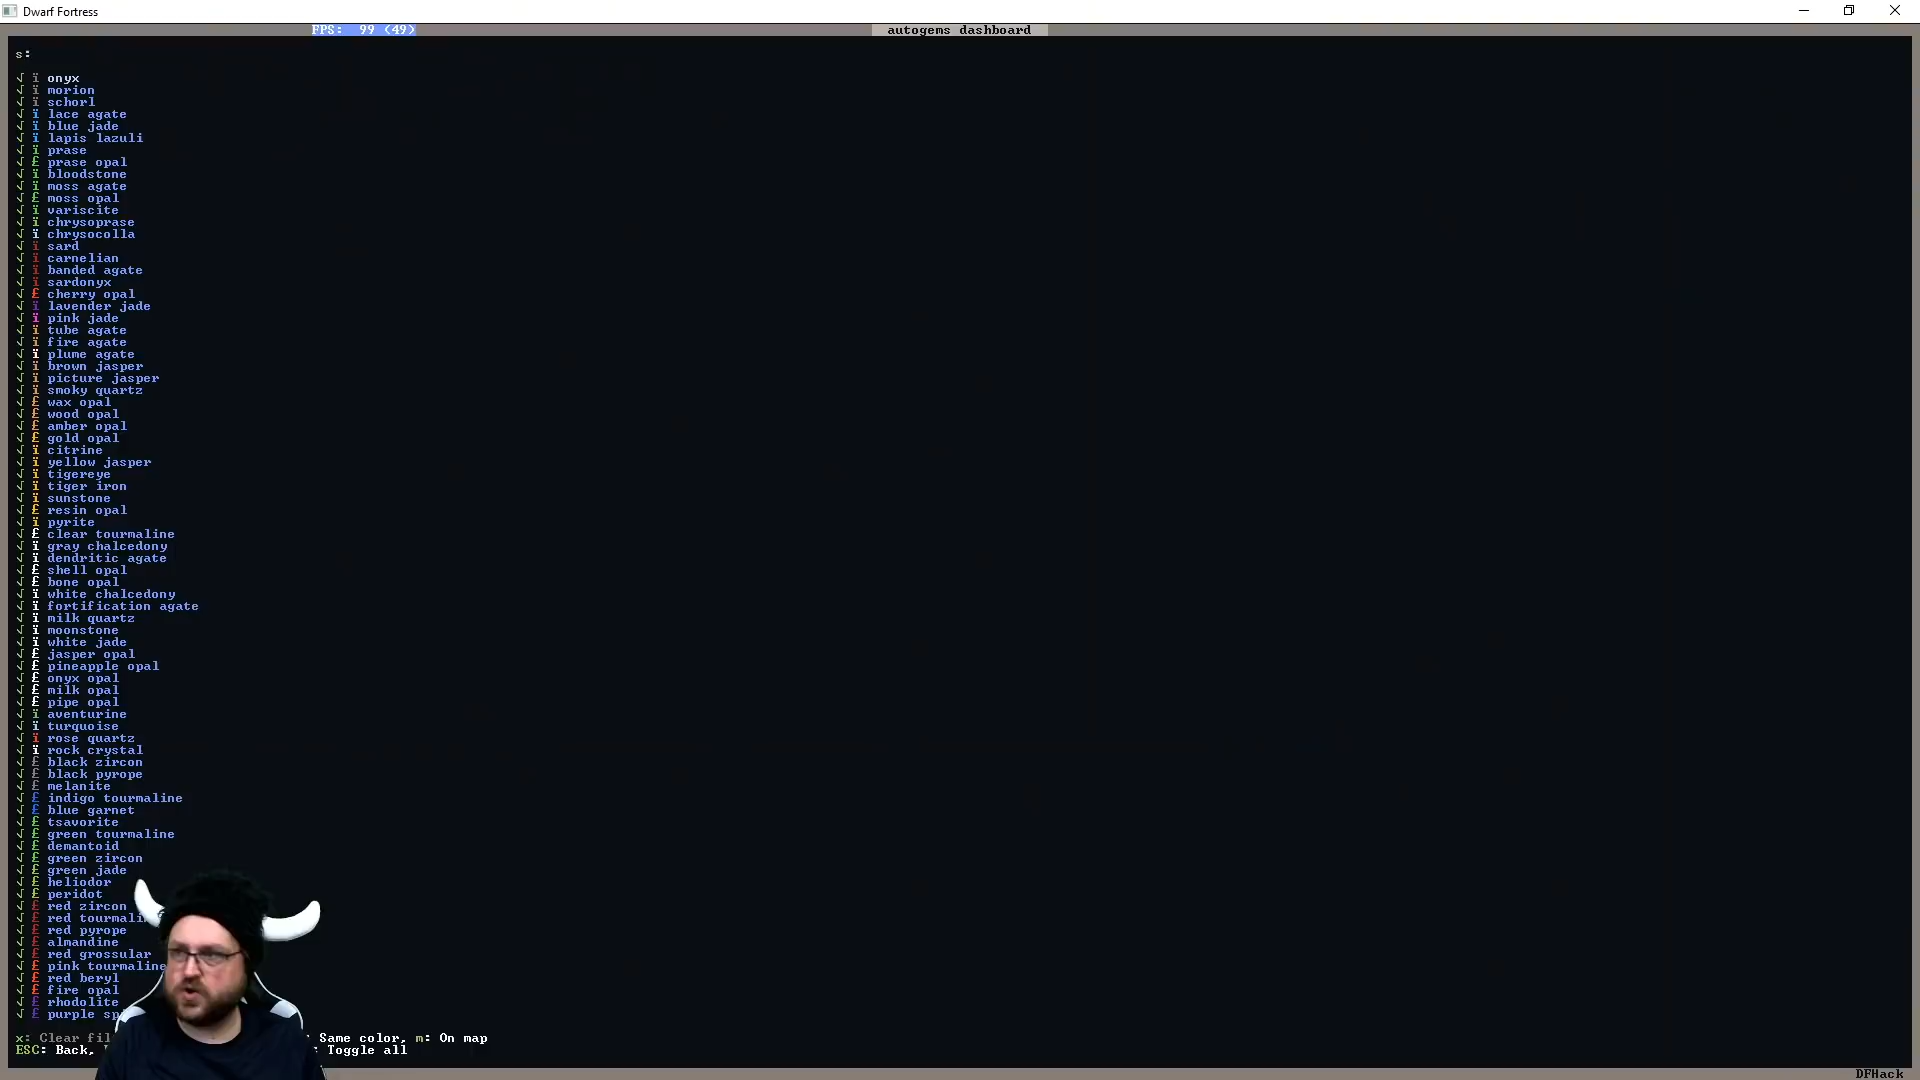 Dwarf Fortress
FPS: 99 (49)
autogems dashboard
s:
√ ï onyx
√ ï morion
√ ï schorl
√ ï lace agate
√ ï blue jade
√ ï lapis lazuli
√ ï prase
√ £ prase opal
√ ï bloodstone
√ ï moss agate
√ £ moss opal
√ ï variscite
√ ï chrysoprase
√ ï chrysocolla
√ ï sard
√ ï carnelian
√ ï banded agate
√ ï sardonyx
√ £ cherry opal
√ ï lavender jade
√ ï pink jade
√ ï tube agate
√ ï fire agate
√ ï plume agate
√ ï brown jasper
√ ï picture jasper
√ ï smoky quartz
√ £ wax opal
√ £ wood opal
√ £ amber opal
√ £ gold opal
√ ï citrine
√ ï yellow jasper
√ ï tigereye
√ ï tiger iron
√ ï sunstone
√ £ resin opal
√ ï pyrite
√ £ clear tourmaline
√ ï gray chalcedony
√ ï dendritic agate
√ £ shell opal
√ £ bone opal
√ ï white chalcedony
√ ï fortification agate
√ ï milk quartz
√ ï moonstone
√ ï white jade
√ £ jasper opal
√ £ pineapple opal
√ £ onyx opal
√ £ milk opal
√ £ pipe opal
√ ï aventurine
√ ï turquoise
√ ï rose quartz
√ ï rock crystal
√ £ black zircon
√ £ black pyrope
√ £ melanite
√ £ indigo tourmaline
√ £ blue garnet
√ £ tsavorite
√ £ green tourmaline
√ £ demantoid
√ £ green zircon
√ £ green jade
√ £ heliodor
√ £ peridot
√ £ red zircon
√ £ red tourmali
√ £ red pyrope
√ £ almandine
√ £ red grossular
√ £ pink tourmaline
√ £ red beryl
√ £ fire opal
√ £ rhodolite
√ £ purple sp
x: Clear fil : Same color, m: On map
ESC: Back, : Toggle all
DFHack